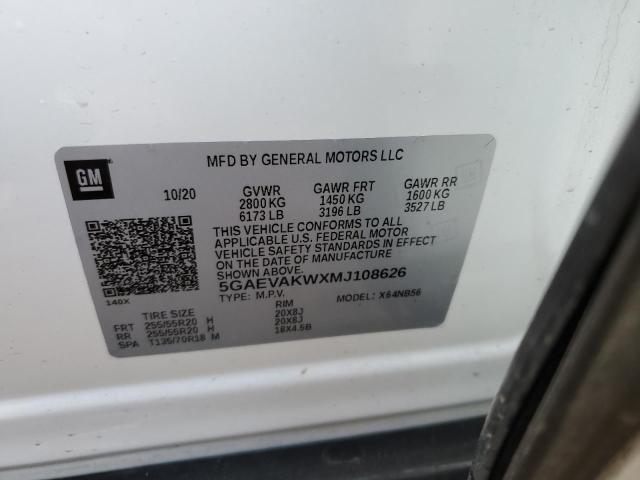 GM
MFD BY GENERAL MOTORS LLC
10/20 GVWR GAWR FRT GAWR RR
2800 KG 1450 KG 1600 KG
6173 LB 3196 LB 3527 LB
THIS VEHICLE CONFORMS TO ALL
APPLICABLE U.S. FEDERAL MOTOR
VEHICLE SAFETY STANDARDS IN EFFECT
ON THE DATE OF MANUFACTURE
SHOWN ABOVE.
140X
5GAEVAKWXMJ108626
TYPE: M.P.V. MODEL: X64NB56
TIRE SIZE RIM
FRT 255/55R20 H 20X8J
RR 255/55R20 H 20X8J
SPA T135/70R18 M 18X4.5B